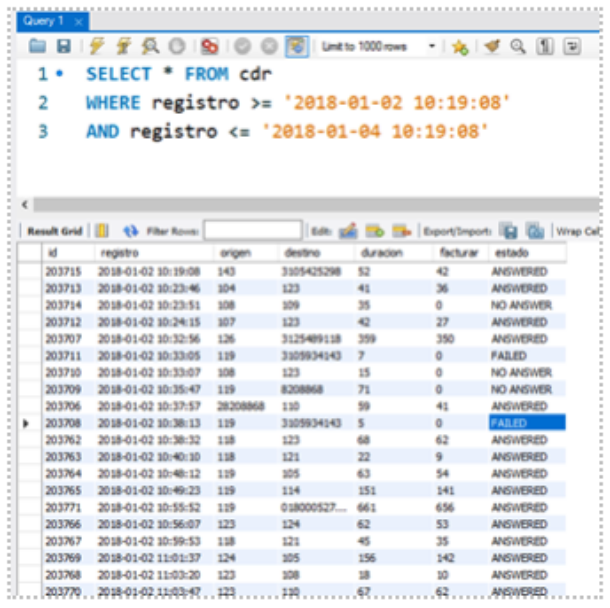 Query 1 ×
Limit to 1000 rows
1 SELECT * FROM cdr
2 WHERE registro >= '2018-01-02 10:19:08'
3 AND registro <= '2018-01-04 10:19:08'
Result Grid Filter Rows: Edit: Export/Import: Wrap Cel
id registro origen destino duracion facturar estado
203715 2018-01-02 10:19:08 143 3105425298 52 42 ANSWERED
203713 2018-01-02 10:23:46 104 123 41 36 ANSWERED
203714 2018-01-02 10:23:51 108 109 35 0 NO ANSWER
203712 2018-01-02 10:24:15 107 123 42 27 ANSWERED
203707 2018-01-02 10:32:56 126 3125489118 359 350 ANSWERED
203711 2018-01-02 10:33:05 119 3105934143 7 0 FAILED
203710 2018-01-02 10:33:07 108 123 15 0 NO ANSWER
203709 2018-01-02 10:35:47 119 8208868 71 0 NO ANSWER
203706 2018-01-02 10:37:57 28208868 110 59 41 ANSWERED
203708 2018-01-02 10:38:13 119 3105934143 5 0 FAILED
203762 2018-01-02 10:38:32 118 123 68 62 ANSWERED
203763 2018-01-02 10:40:10 118 121 22 9 ANSWERED
203764 2018-01-02 10:48:12 119 105 63 54 ANSWERED
203765 2018-01-02 10:49:23 119 114 151 141 ANSWERED
203771 2018-01-02 10:55:52 119 018000527... 661 656 ANSWERED
203766 2018-01-02 10:56:07 123 124 62 53 ANSWERED
203767 2018-01-02 10:59:53 118 121 45 35 ANSWERED
203769 2018-01-02 11:01:37 124 105 156 142 ANSWERED
203768 2018-01-02 11:03:20 123 108 18 10 ANSWERED
203770 2018-01-02 11:03:47 123 110 67 62 ANSWERED